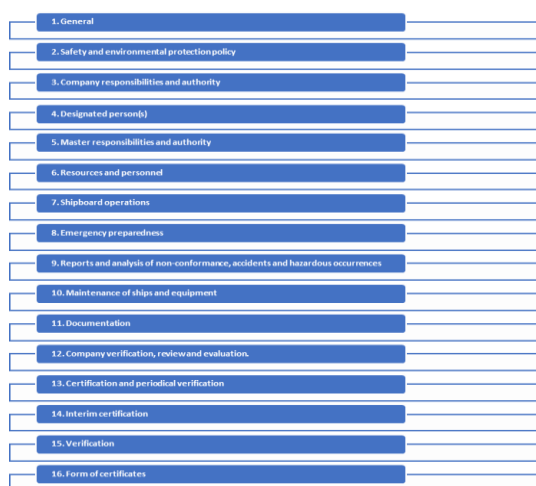 1. General
2. Safety and environmental protection policy
3. Company responsibilities and authority
4. Designated person(s)
5. Master responsibilities and authority
6. Resources and personnel
7. Shipboard operations
8. Emergency preparedness
9. Reports and analysis of non-conformance, accidents and hazardous occurrences
10. Maintenance of ships and equipment
11. Documentation
12. Company verification, review and evaluation.
13. Certification and periodical verification
14. Interim certification
15. Verification
16. Form of certificates